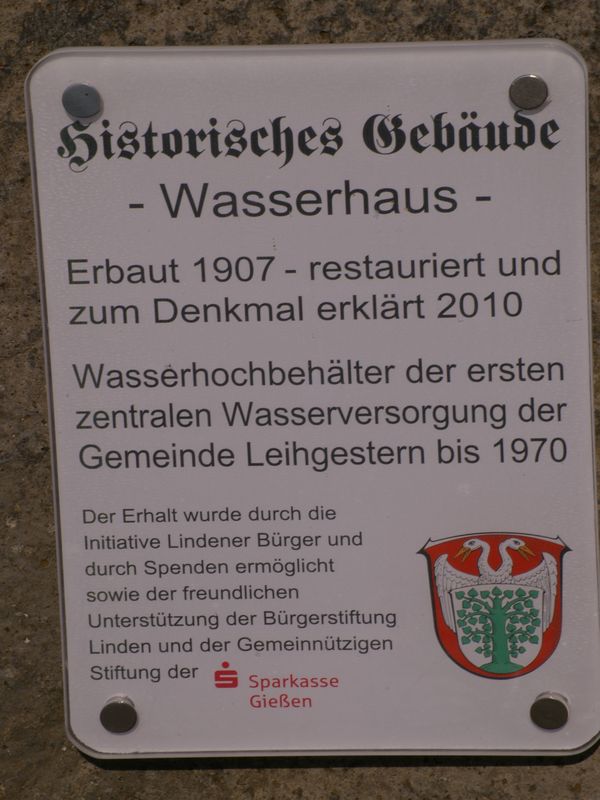 Historisches Gebäude
- Wasserhaus -
Erbaut 1907 - restauriert und
zum Denkmal erklärt 2010
Wasserhochbehälter der ersten
zentralen Wasserversorgung der
Gemeinde Leihgestern bis 1970
Der Erhalt wurde durch die
Initiative Lindener Bürger und
durch Spenden ermöglicht
sowie der freundlichen
Unterstützung der Bürgerstiftung
Linden und der Gemeinnützigen
Stiftung der Sparkasse
Gießen